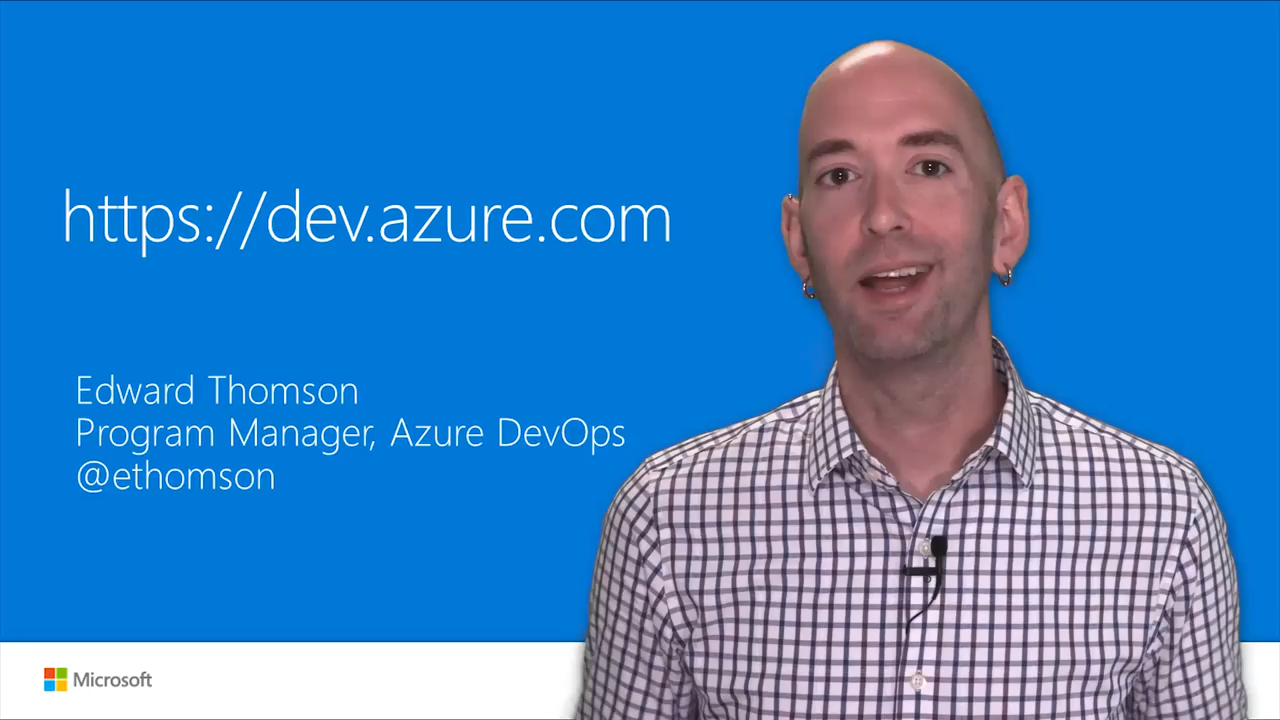 https://dev.azure.com
Edward Thomson
Program Manager, Azure DevOps
@ethomson
Microsoft